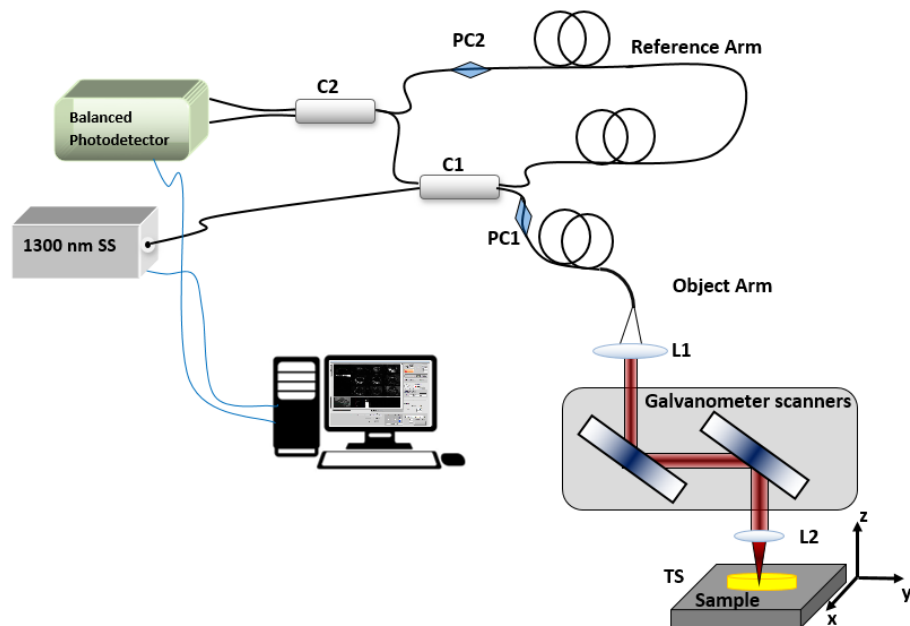 PC2
Reference Arm
C2
Balanced
Photodetector
C1
1300 nm SS
PC1
Object Arm
L1
Galvanometer scanners
L2
z
TS
Sample
x
y